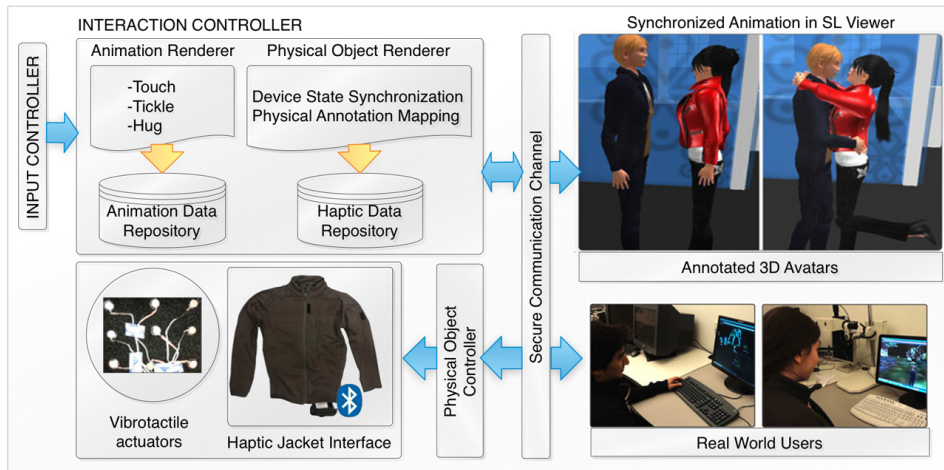 INTERACTION CONTROLLER
Animation Renderer
Physical Object Renderer
INPUT CONTROLLER
-Touch
-Tickle
-Hug
Device State Synchronization
Physical Annotation Mapping
Animation Data
Repository
Haptic Data
Repository
Secure Communication Channel
Synchronized Animation in SL Viewer
Annotated 3D Avatars
Vibrotactile
actuators
Haptic Jacket Interface
Physical Object
Controller
Real World Users